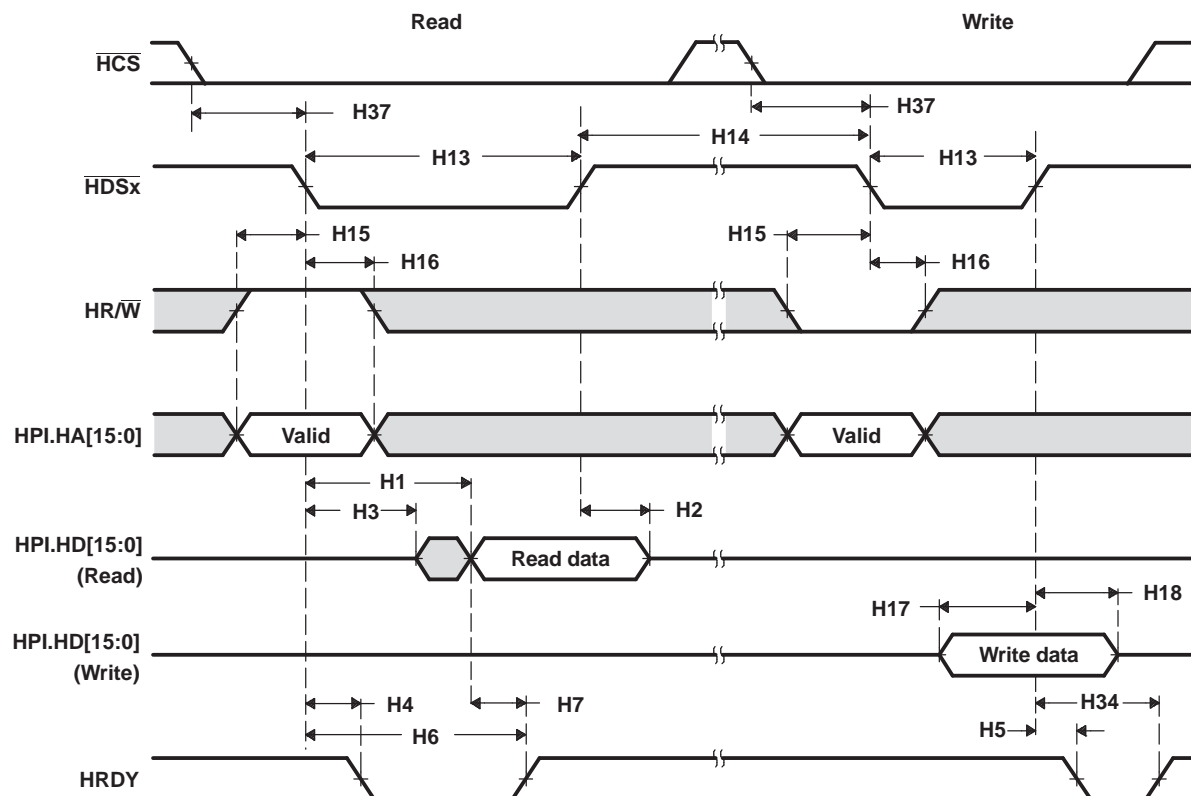 Read
Write
HCS
H37
H37
H14
H13
H13
HDSx
H15
H15
H16
H16
HR/W
HPI.HA[15:0]
Valid
Valid
H1
H3
H2
HPI.HD[15:0]
(Read)
Read data
H17
H18
HPI.HD[15:0]
(Write)
Write data
H4
H7
H34
H6
H5
HRDY